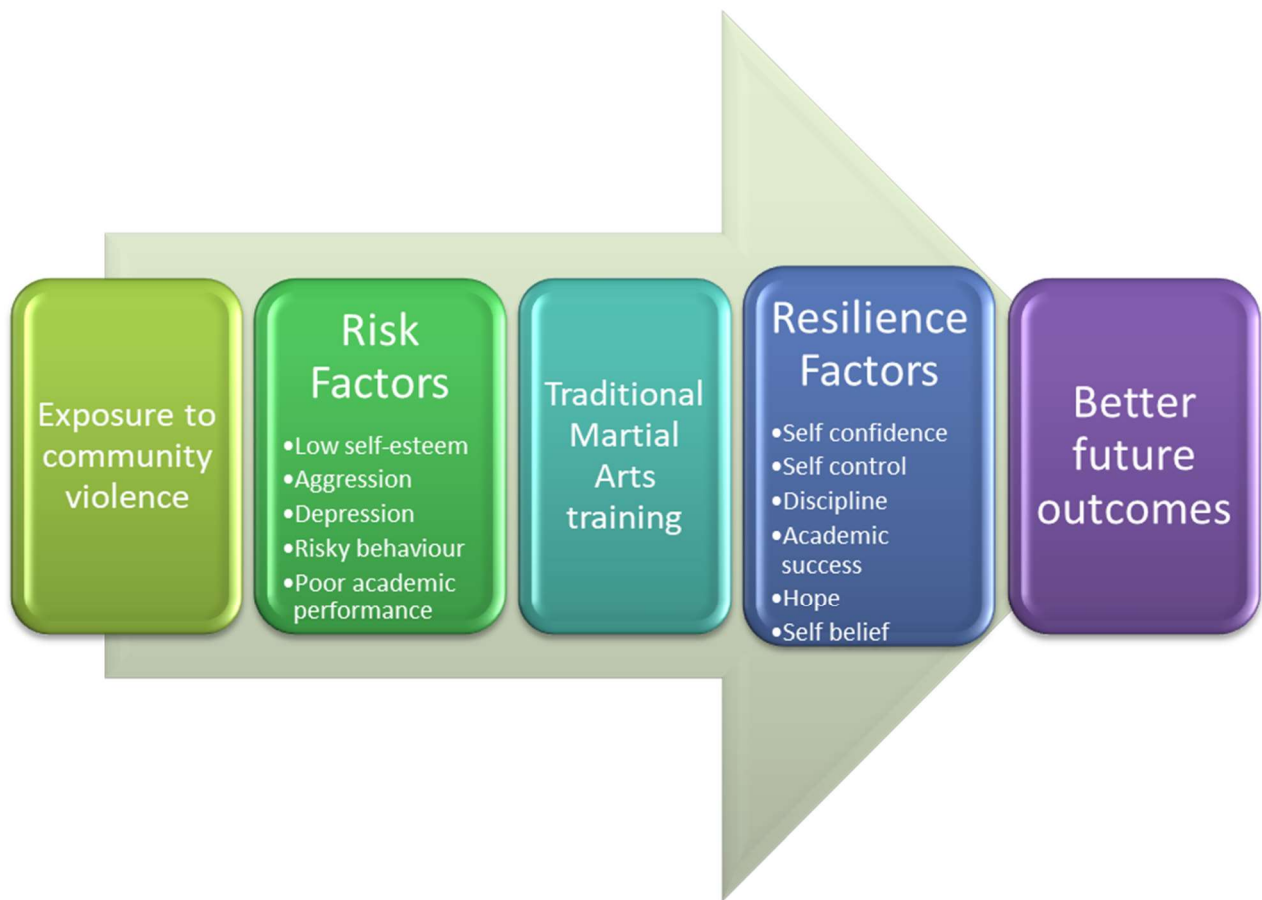 Exposure to
community
violence
Risk
Factors
•Low self-esteem
•Aggression
•Depression
•Risky behaviour
•Poor academic
performance
Traditional
Martial
Arts
training
Resilience
Factors
•Self confidence
•Self control
•Discipline
•Academic
success
•Hope
•Self belief
Better
future
outcomes